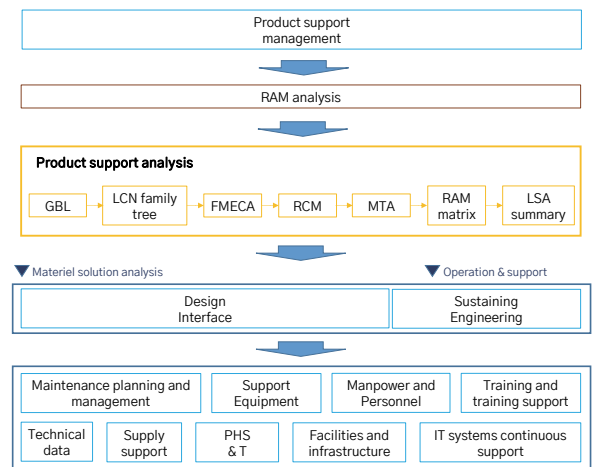 Product support
management
RAM analysis
Product support analysis
GBL
LCN family
tree
FMECA
RCM
MTA
RAM
matrix
LSA
summary
Materiel solution analysis
Operation & support
Design
Interface
Sustaining
Engineering
Maintenance planning and
management
Support
Equipment
Manpower and
Personnel
Training and
training support
Technical
data
Supply
support
PHS
& T
Facilities and
infrastructure
IT systems continuous
support